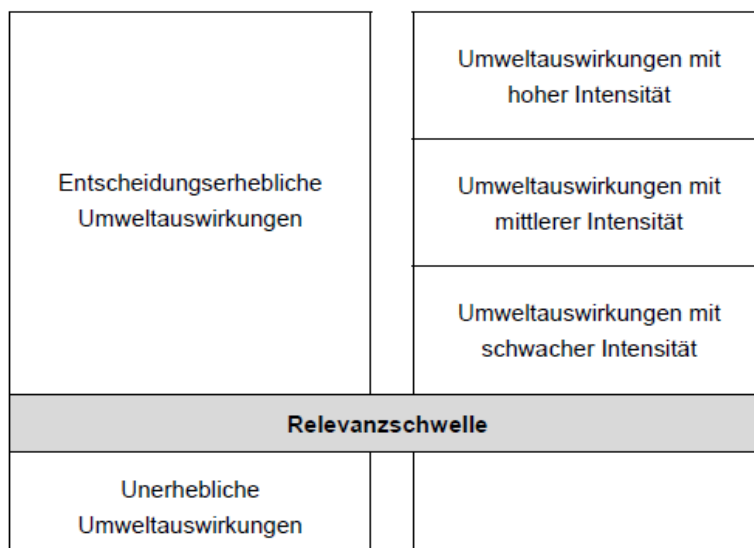 Entscheidungserhebliche
Umweltauswirkungen
Umweltauswirkungen mit
hoher Intensität
Umweltauswirkungen mit
mittlerer Intensität
Umweltauswirkungen mit
schwacher Intensität
Relevanzschwelle
Unerhebliche
Umweltauswirkungen